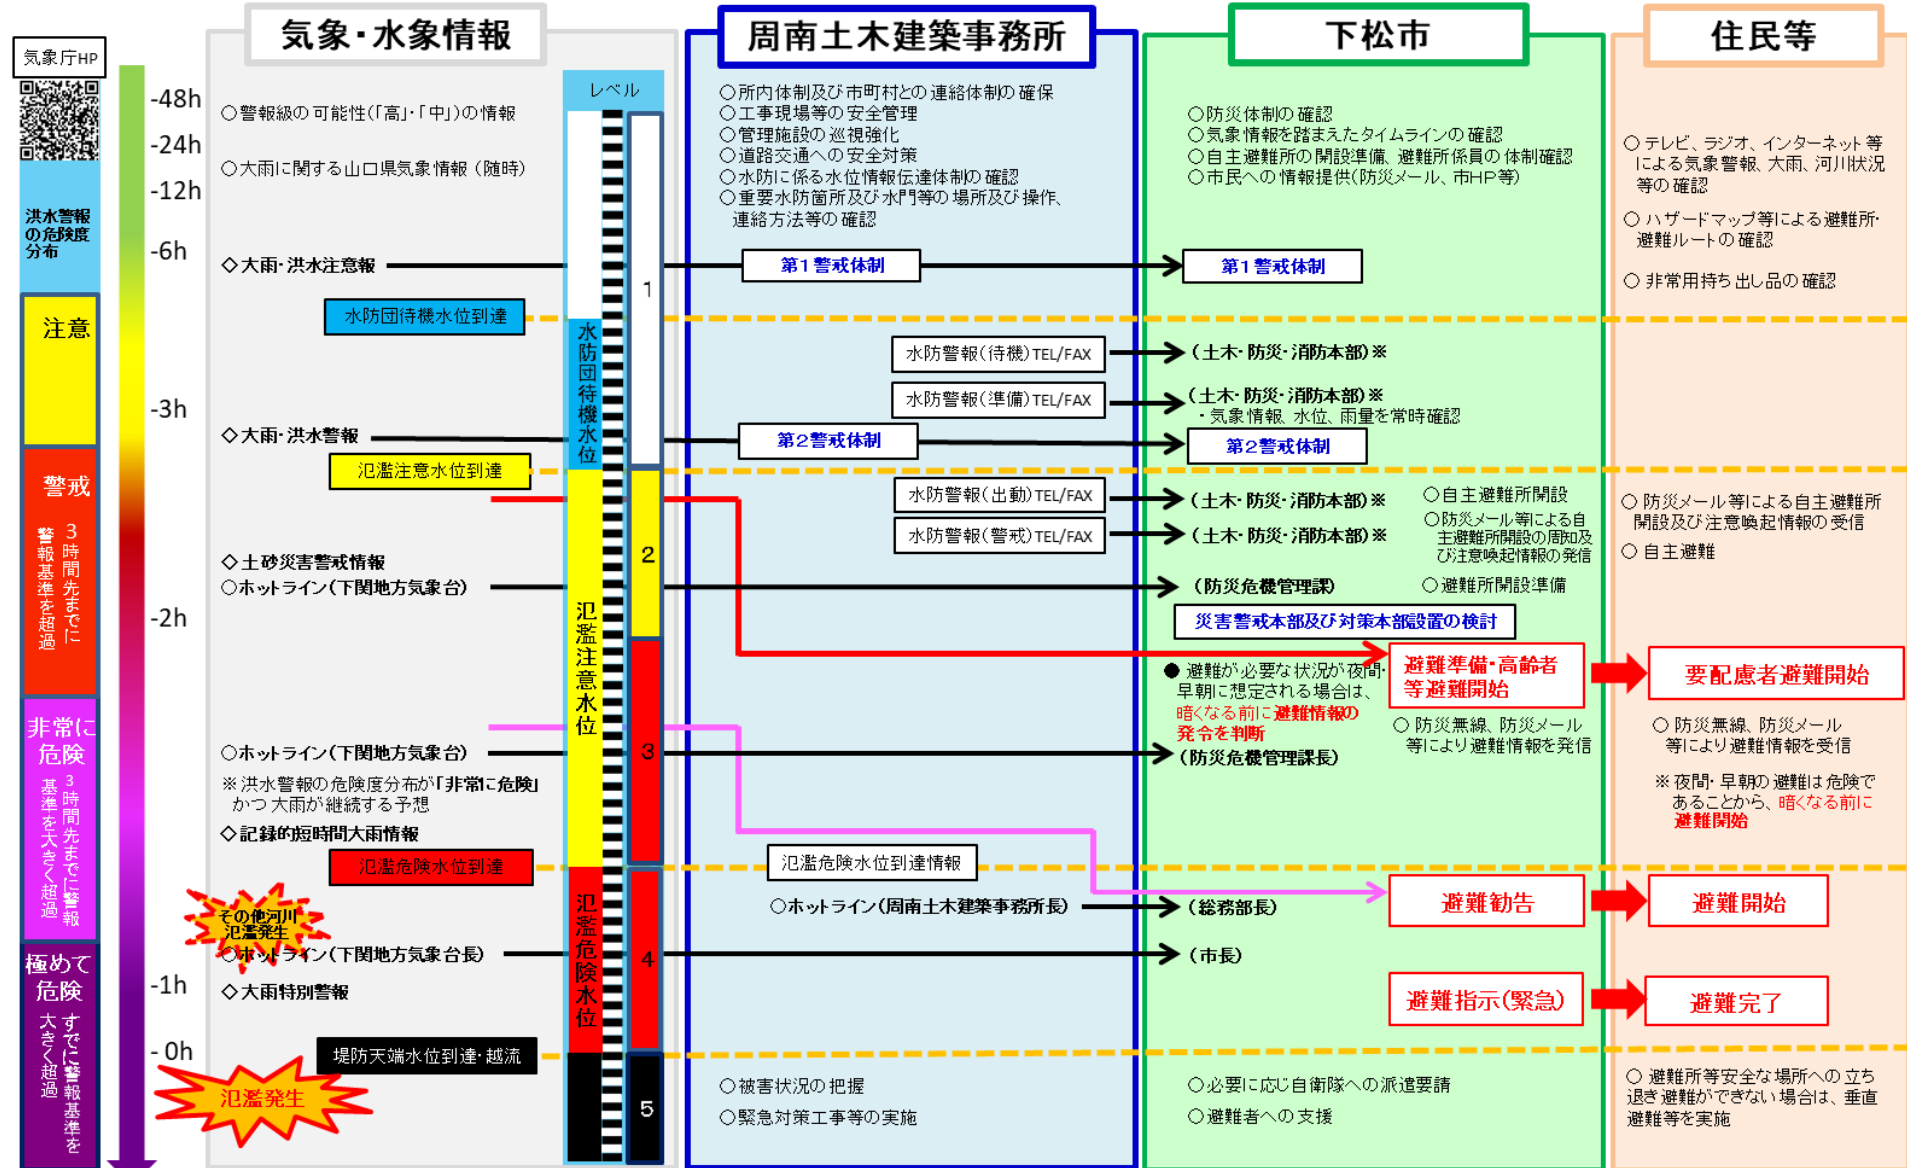 気象・水象情報
周南土木建築事務所
下松市
住民等
気象庁HP
洪水警報
の危険度
分布
注意
警戒
3時間先までに
警報基準を超過
非常に
危険
3時間先までに警報
基準を大きく超過
極めて
危険
すでに警報基準を
大きく超過
-48h
-24h
-12h
-6h
-3h
-2h
-1h
- 0h
○警報級の可能性(「高」・「中」)の情報
○大雨に関する山口県気象情報 (随時)
◇大雨・洪水注意報
水防団待機水位到達
◇大雨・洪水警報
氾濫注意水位到達
◇土砂災害警戒情報
○ホットライン(下関地方気象台)
○ホットライン(下関地方気象台)
※洪水警報の危険度分布が「非常に危険」
かつ大雨が継続する予想
◇記録的短時間大雨情報
氾濫危険水位到達
その他河川
氾濫発生
○ホットライン(下関地方気象台長)
◇大雨特別警報
堤防天端水位到達・越流
氾濫発生
レベル
水防団待機水位
氾濫注意水位
氾濫危険水位
1
2
3
4
5
○所内体制及び市町村との連絡体制の確保
○工事現場等の安全管理
○管理施設の巡視強化
○道路交通への安全対策
○水防に係る水位情報伝達体制の確認
○重要水防箇所及び水門等の場所及び操作、
連絡方法等の確認
第1警戒体制
水防警報(待機)TEL/FAX
水防警報(準備)TEL/FAX
第2警戒体制
水防警報(出動)TEL/FAX
水防警報(警戒)TEL/FAX
氾濫危険水位到達情報
○ホットライン(周南土木建築事務所長)
○被害状況の把握
○緊急対策工事等の実施
○防災体制の確認
○気象情報を踏まえたタイムラインの確認
○自主避難所の開設準備、避難所係員の体制確認
○市民への情報提供(防災メール、市HP等)
第1警戒体制
(土木・防災・消防本部)※
(土木・防災・消防本部)※
・気象情報、水位、雨量を常時確認
第2警戒体制
(土木・防災・消防本部)※
(土木・防災・消防本部)※
○自主避難所開設
○防災メール等による自
主避難所開設の周知及
び注意喚起情報の発信
(防災危機管理課)
○避難所開設準備
災害警戒本部及び対策本部設置の検討
● 避難が必要な状況が夜間・
早朝に想定される場合は、
暗くなる前に避難情報の
発令を判断
避難準備・高齢者
等避難開始
○ 防災無線、防災メール
等により避難情報を発信
(防災危機管理課長)
避難勧告
(総務部長)
(市長)
避難指示(緊急)
○必要に応じ自衛隊への派遣要請
○避難者への支援
○ テレビ、ラジオ、インターネット等
による気象警報、大雨、河川状況
等の確認
○ ハザードマップ等による避難所・
避難ルートの確認
○ 非常用持ち出し品の確認
○ 防災メール等による自主避難所
開設及び注意喚起情報の受信
○ 自主避難
要配慮者避難開始
○ 防災無線、防災メール
等により避難情報を受信
※ 夜間・早朝の避難は危険で
あることから、暗くなる前に
避難開始
避難開始
避難完了
○ 避難所等安全な場所への立ち
退き避難ができない場合は、垂直
避難等を実施